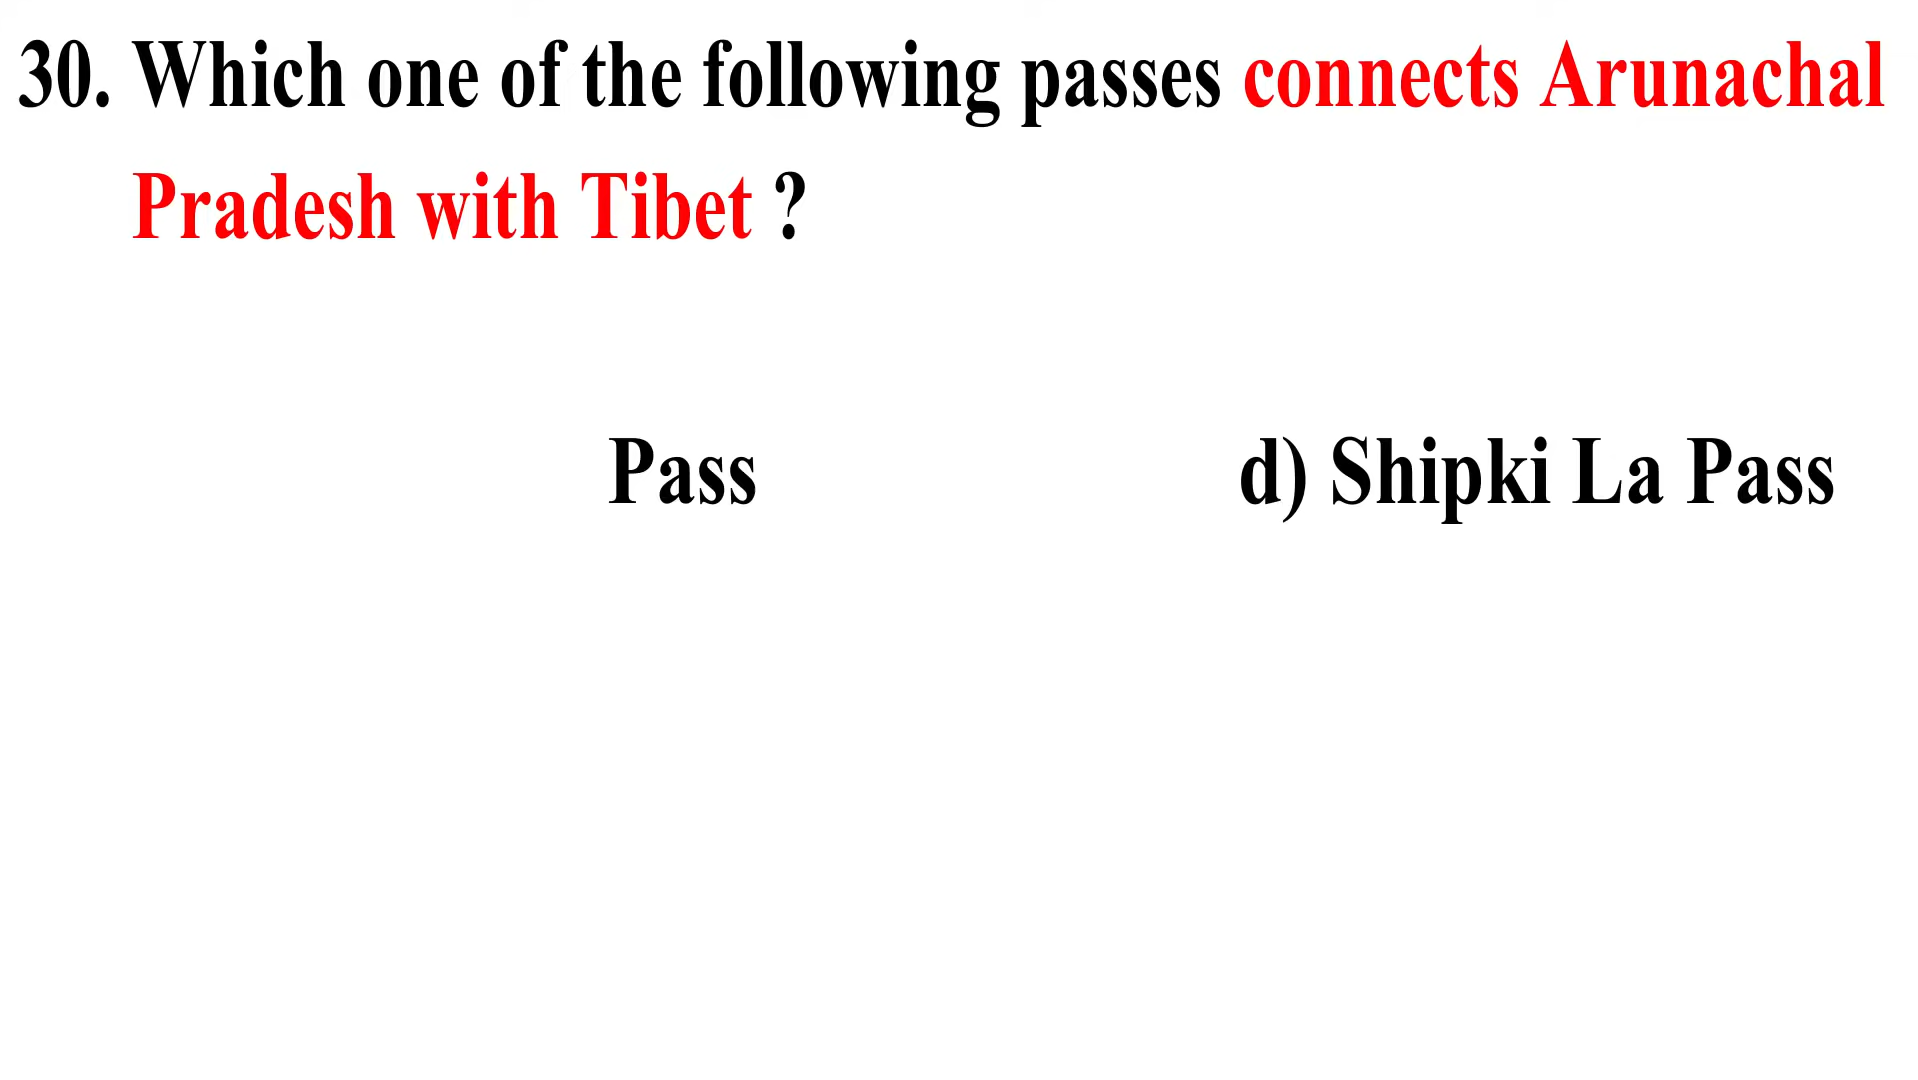 30. Which one of the following passes connects Arunachal
Pradesh with Tibet ?
Pass d) Shipki La Pass